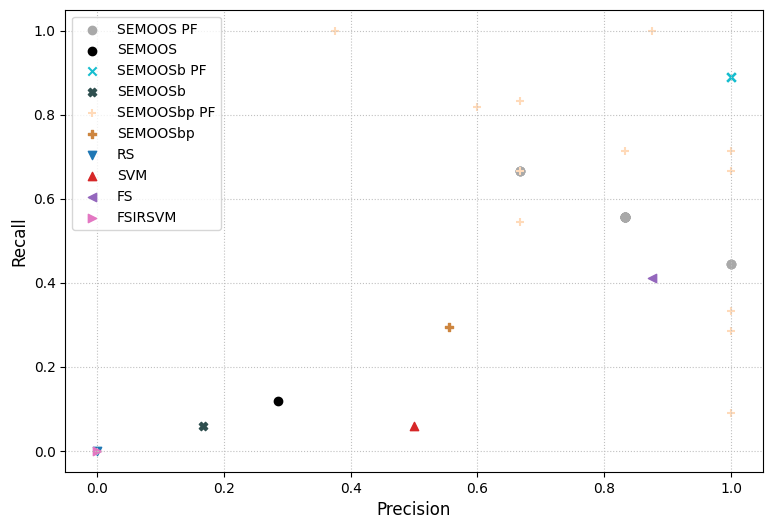 SEMOOS PF
SEMOOS
SEMOOSb PF
SEMOOSb
SEMOOSbp PF
SEMOOSbp
RS
SVM
FS
FSIRSVM
1.0
0.8
0.6
0.4
0.2
0.0
Recall
0.0 0.2 0.4 0.6 0.8 1.0
Precision